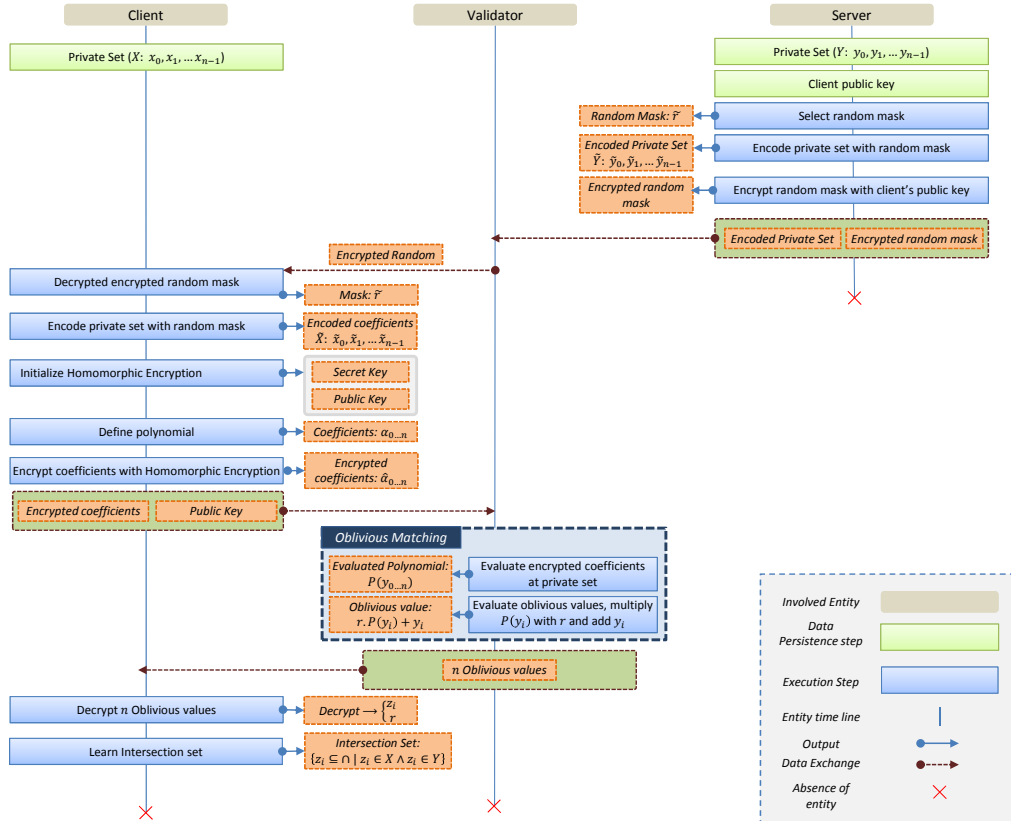 Client
Validator
Server
Private Set (X: x₀, x₁, … xₙ₋₁)
Private Set (Y: y₀, y₁, … yₙ₋₁)
Client public key
Random Mask: r̃
Select random mask
Encoded Private Set
Ỹ: ỹ₀, ỹ₁, … ỹₙ₋₁
Encode private set with random mask
Encrypted random
mask
Encrypt random mask with client's public key
Encoded Private Set
Encrypted random mask
Encrypted Random
Decrypted encrypted random mask
Mask: r̃
Encode private set with random mask
Encoded coefficients
X̃: x̃₀, x̃₁, … x̃ₙ₋₁
Initialize Homomorphic Encryption
Secret Key
Public Key
Define polynomial
Coefficients: α₀…ₙ
Encrypt coefficients with Homomorphic Encryption
Encrypted
coefficients: α̂₀…ₙ
Encrypted coefficients
Public Key
Oblivious Matching
Evaluated Polynomial:
P(y₀…ₙ)
Evaluate encrypted coefficients
at private set
Oblivious value:
r.P(yᵢ) + yᵢ
Evaluate oblivious values, multiply
P(yᵢ) with r and add yᵢ
n Oblivious values
Decrypt n Oblivious values
Decrypt → { zᵢ
r
Learn Intersection set
Intersection Set:
{zᵢ ⊆ ∩ | zᵢ ∈ X ∧ zᵢ ∈ Y}
Involved Entity
Data
Persistence step
Execution Step
Entity time line
Output
Data Exchange
Absence of
entity